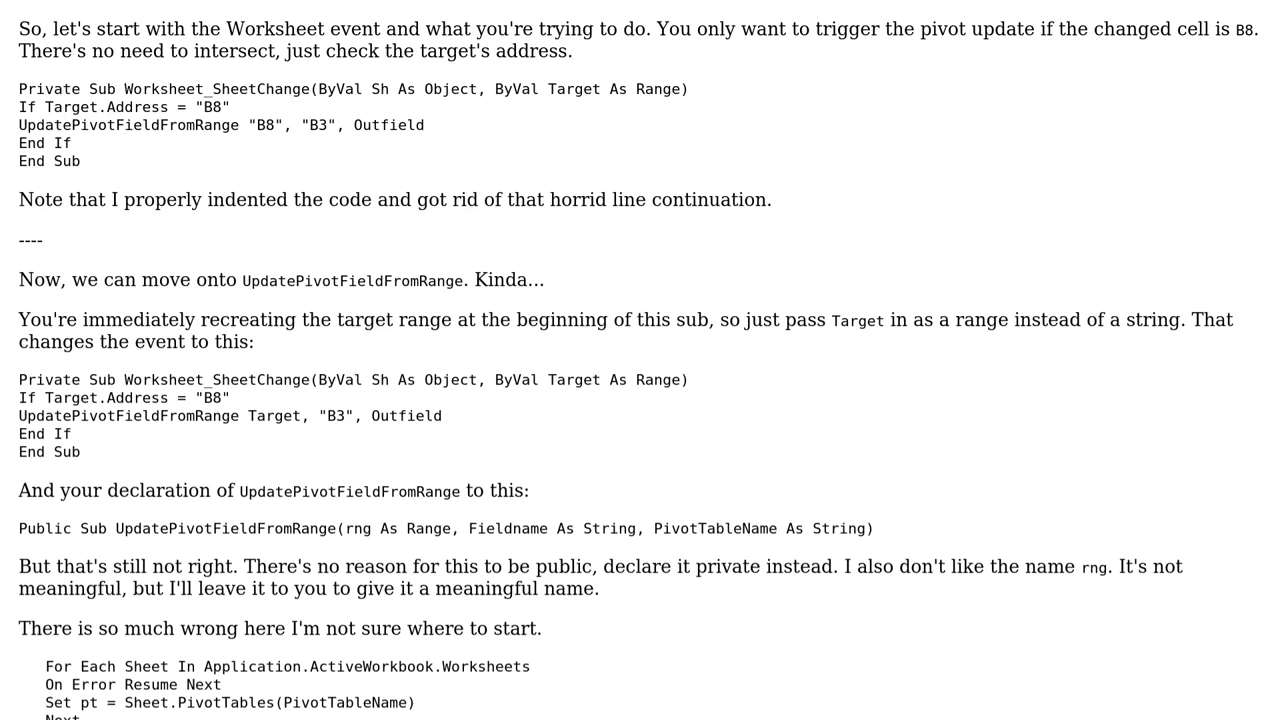 So, let's start with the Worksheet event and what you're trying to do. You only want to trigger the pivot update if the changed cell is B8.
There's no need to intersect, just check the target's address.
Private Sub Worksheet_SheetChange(ByVal Sh As Object, ByVal Target As Range)
If Target.Address = "B8"
UpdatePivotFieldFromRange "B8", "B3", Outfield
End If
End Sub
Note that I properly indented the code and got rid of that horrid line continuation.
----
Now, we can move onto UpdatePivotFieldFromRange. Kinda...
You're immediately recreating the target range at the beginning of this sub, so just pass Target in as a range instead of a string. That
changes the event to this:
Private Sub Worksheet_SheetChange(ByVal Sh As Object, ByVal Target As Range)
If Target.Address = "B8"
UpdatePivotFieldFromRange Target, "B3", Outfield
End If
End Sub
And your declaration of UpdatePivotFieldFromRange to this:
Public Sub UpdatePivotFieldFromRange(rng As Range, Fieldname As String, PivotTableName As String)
But that's still not right. There's no reason for this to be public, declare it private instead. I also don't like the name rng. It's not
meaningful, but I'll leave it to you to give it a meaningful name.
There is so much wrong here I'm not sure where to start.
For Each Sheet In Application.ActiveWorkbook.Worksheets
On Error Resume Next
Set pt = Sheet.PivotTables(PivotTableName)
Next